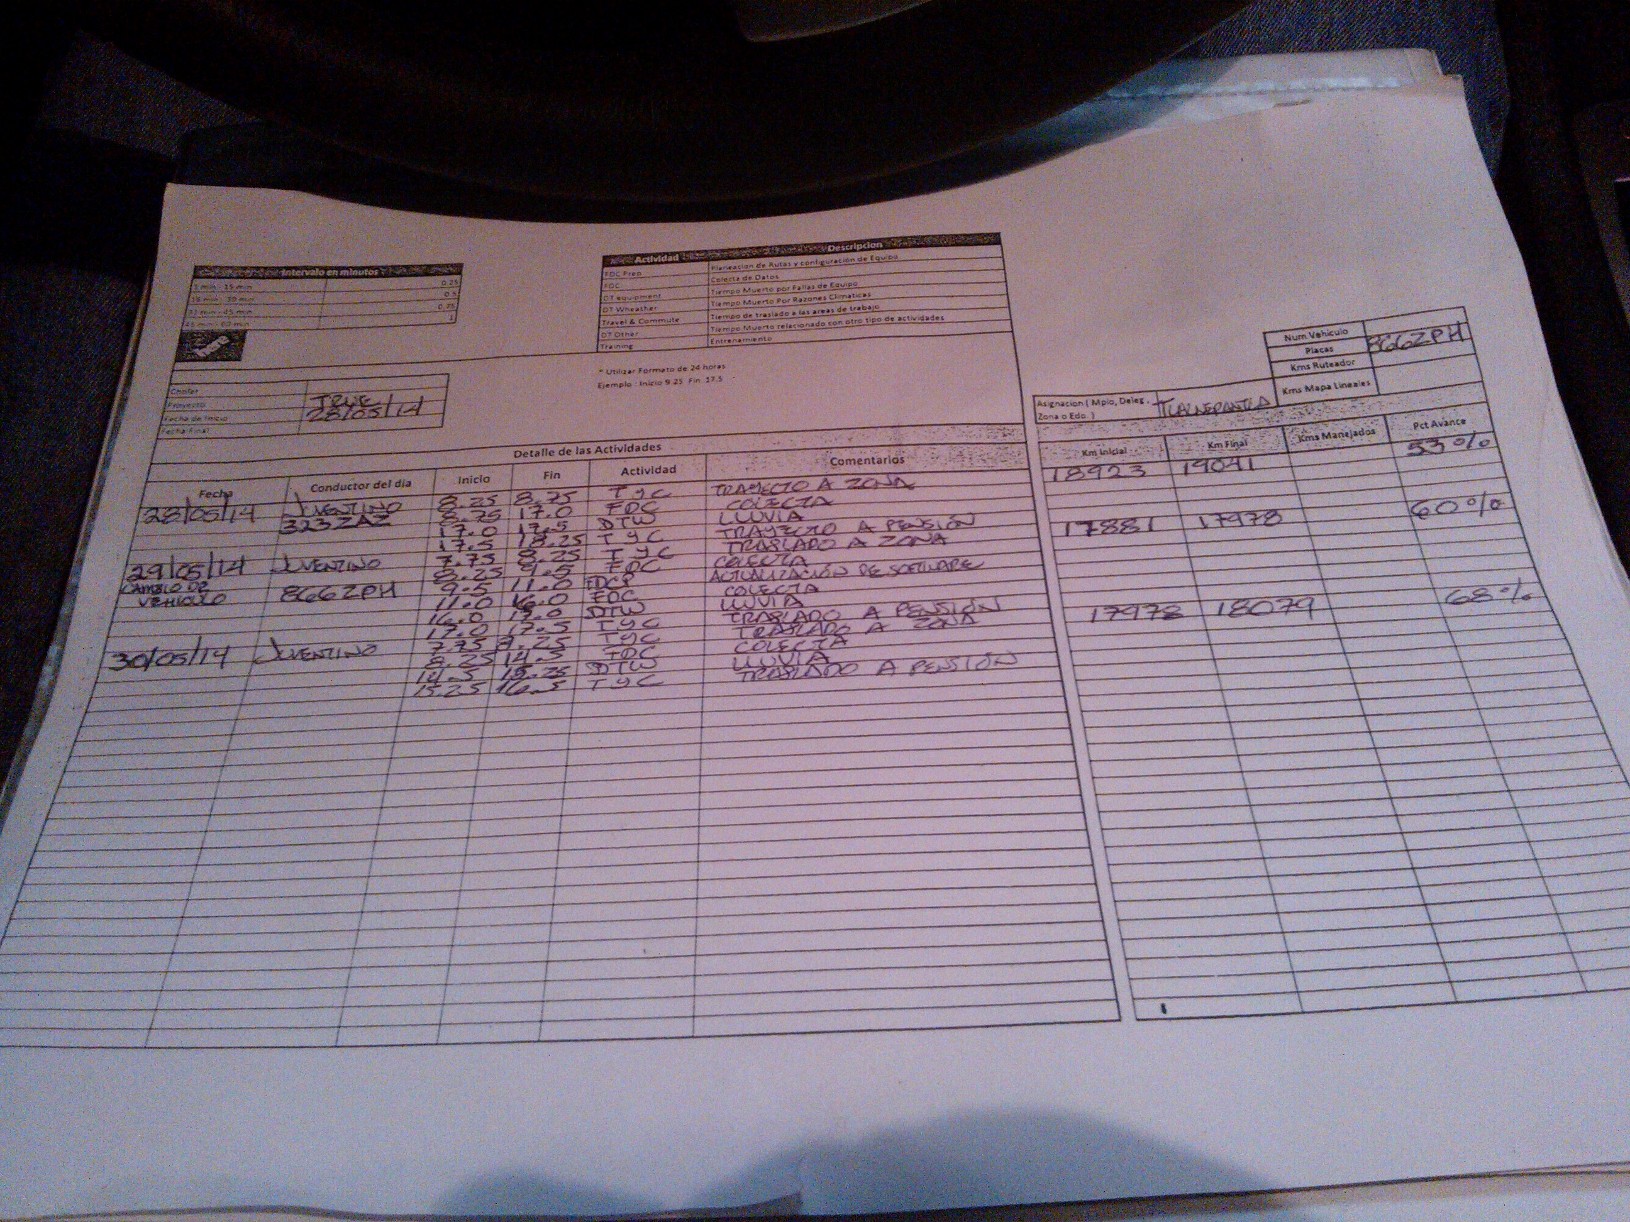 Intervalo en minutos
1 min - 15 min 0.25
16 min - 30 min 0.5
31 min - 45 min 0.75
45 min - 60 min 1
Actividad Descripcion
FDC Prep Planeacion de Rutas y configuración de Equipo
FDC Colecta de Datos
DT equipment Tiempo Muerto por Fallas de Equipo
DT Wheather Tiempo Muerto Por Razones Climaticas
Travel & Commute Tiempo de traslado a las areas de trabajo
DT Other Tiempo Muerto relacionado con otro tipo de actividades
Training Entrenamiento
* Utilizar Formato de 24 horas
Ejemplo : Inicio 9.25 Fin 17.5
Chofer
Proyecto TRUE
Fecha de Inicio 28/05/14
Fecha Final
Num Vehiculo
Placas 866ZPH
Kms Ruteador
Kms Mapa Lineales
Asignacion ( Mpio, Deleg, Zona o Edo. ) TLALNEPANTLA
Detalle de las Actividades
Fecha Conductor del dia Inicio Fin Actividad Comentarios Km Inicial Km Final Kms Manejados Pct Avance
28/05/14 JUVENTINO 8.25 8.75 TYC TRAYECTO A ZONA 18923 19041 53%
323ZAZ 8.75 17.0 FDC COLECTA
17.0 17.5 DTW LLUVIA
17.5 18.25 TYC TRAYECTO A PENSIÓN
29/05/14 JUVENTINO 7.75 8.25 TYC TRASLADO A ZONA 17881 17978 60%
CAMBIO DE VEHICULO 866ZPH 8.25 9.5 FDC COLECTA
9.5 11.0 FDCP ACTUALIZACIÓN DE SOFTWARE
11.0 16.0 FDC COLECTA
16.0 17.0 DTW LLUVIA
17.0 17.5 TYC TRASLADO A PENSIÓN
30/05/14 JUVENTINO 7.75 8.25 TYC TRASLADO A ZONA 17978 18079 68%
8.25 14.5 FDC COLECTA
14.5 15.25 DTW LLUVIA
15.25 16.5 TYC TRASLADO A PENSIÓN